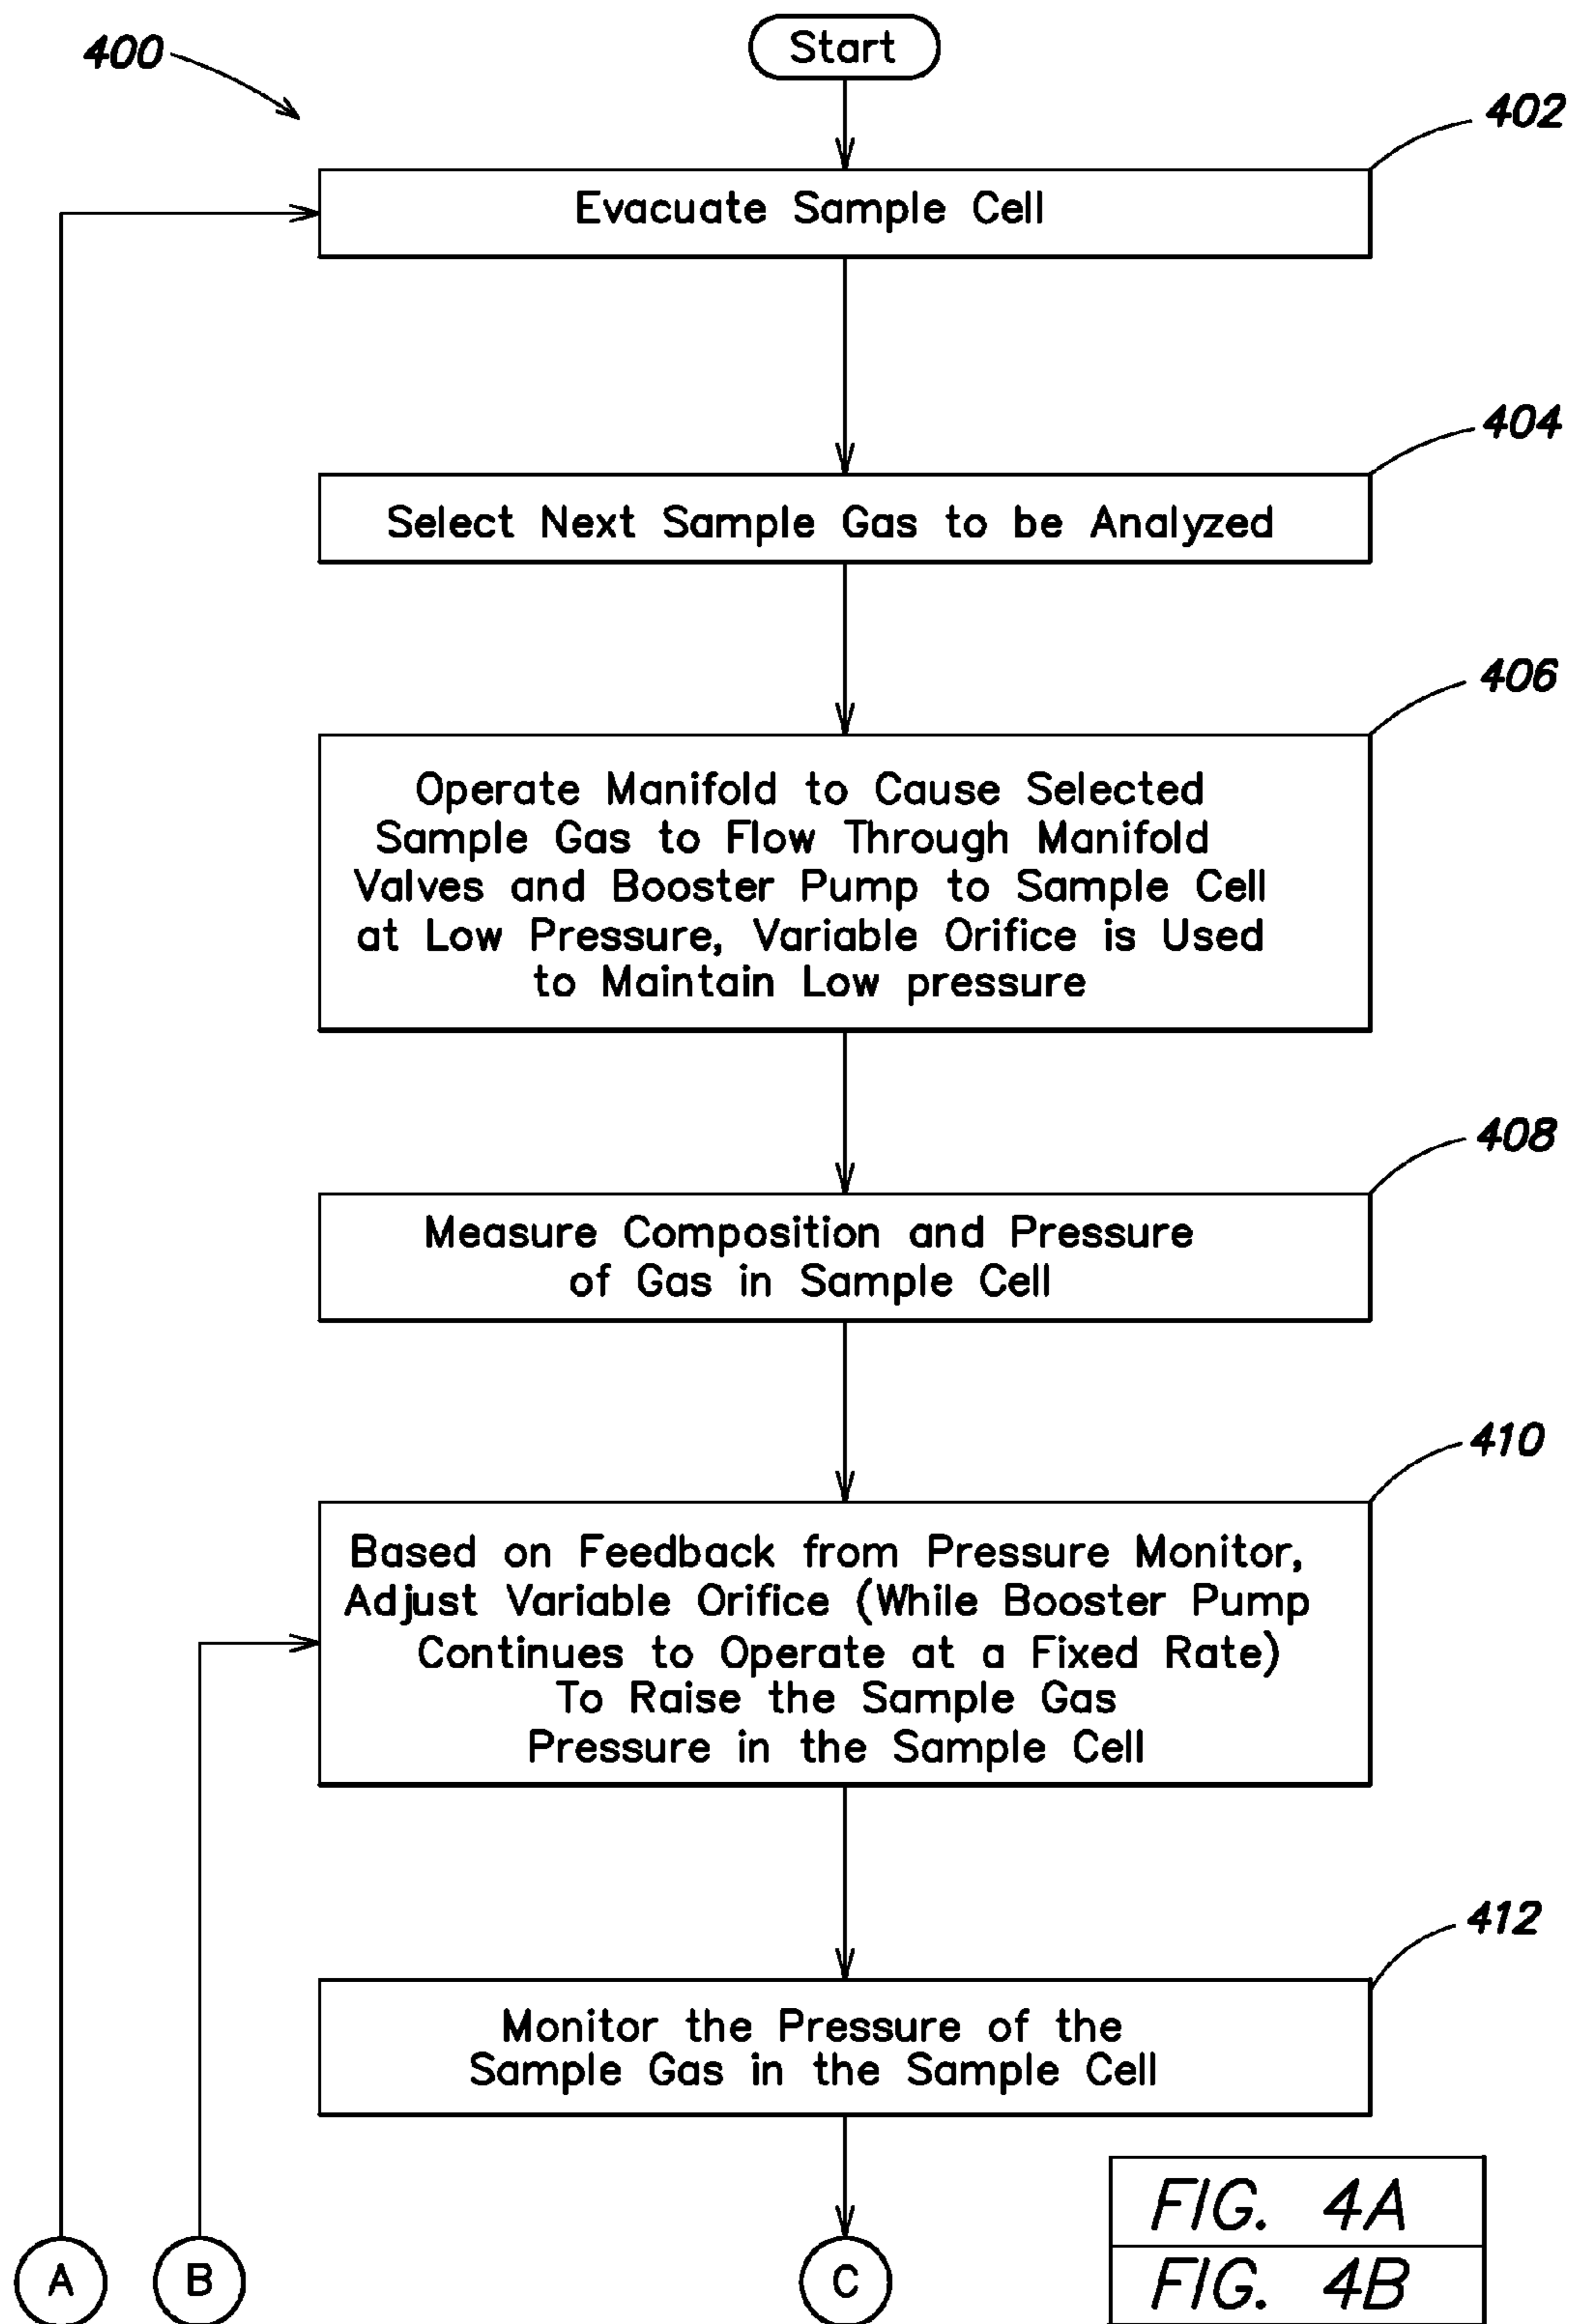 400
Start
402
Evacuate Sample Cell
404
Select Next Sample Gas to be Analyzed
406
Operate Manifold to Cause Selected
Sample Gas to Flow Through Manifold
Valves and Booster Pump to Sample Cell
at Low Pressure, Variable Orifice is Used
to Maintain Low pressure
408
Measure Composition and Pressure
of Gas in Sample Cell
410
Based on Feedback from Pressure Monitor,
Adjust Variable Orifice (While Booster Pump
Continues to Operate at a Fixed Rate)
To Raise the Sample Gas
Pressure in the Sample Cell
412
Monitor the Pressure of the
Sample Gas in the Sample Cell
A
B
C
FIG. 4A
FIG. 4B